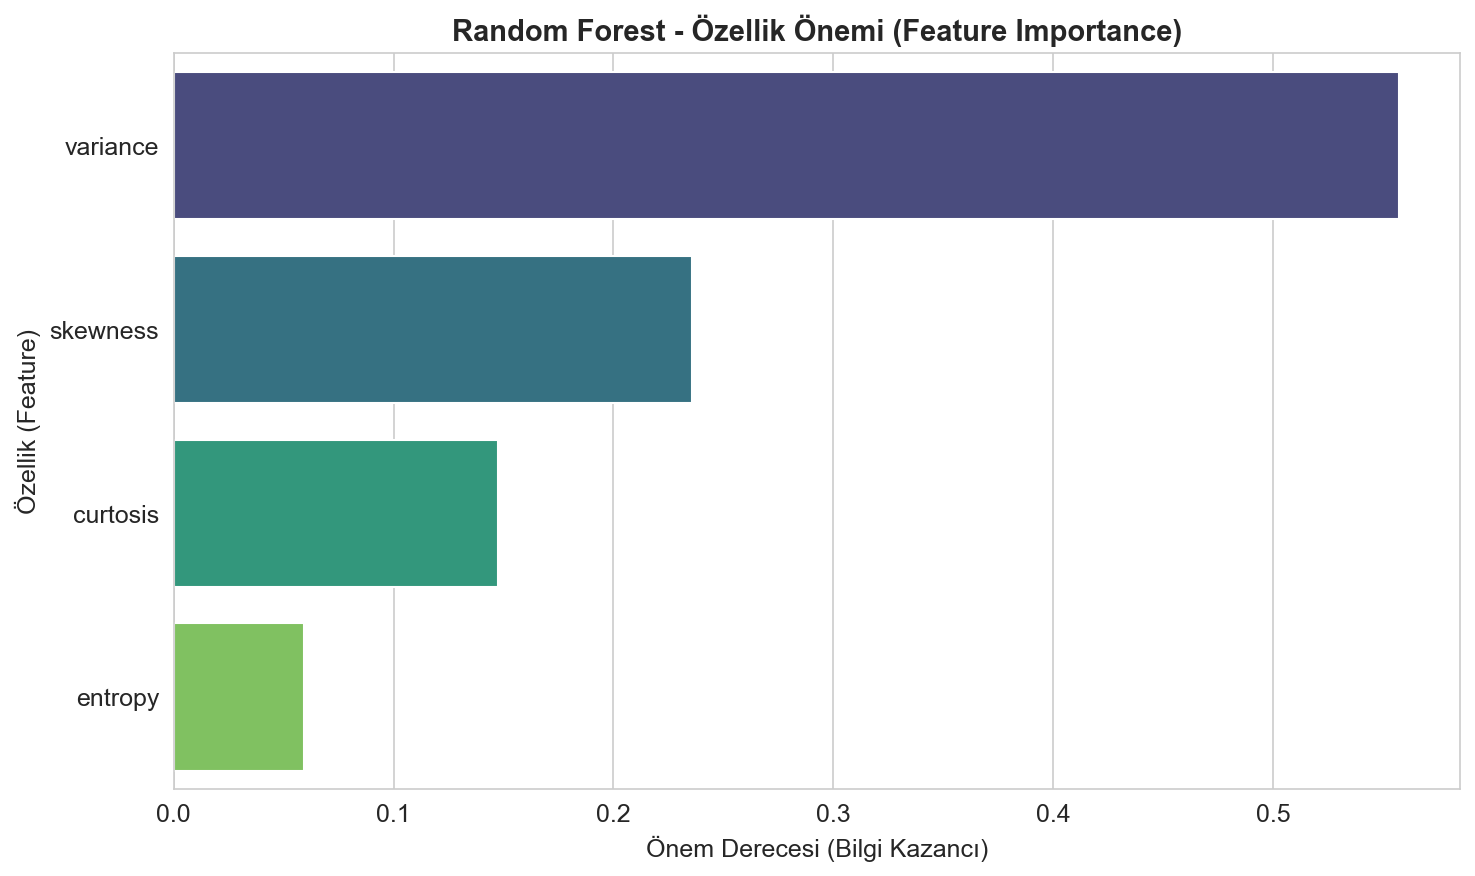 Random Forest - Özellik Önemi (Feature Importance)
variance
skewness
curtosis
entropy
Özellik (Feature)
0.0 0.1 0.2 0.3 0.4 0.5
Önem Derecesi (Bilgi Kazancı)